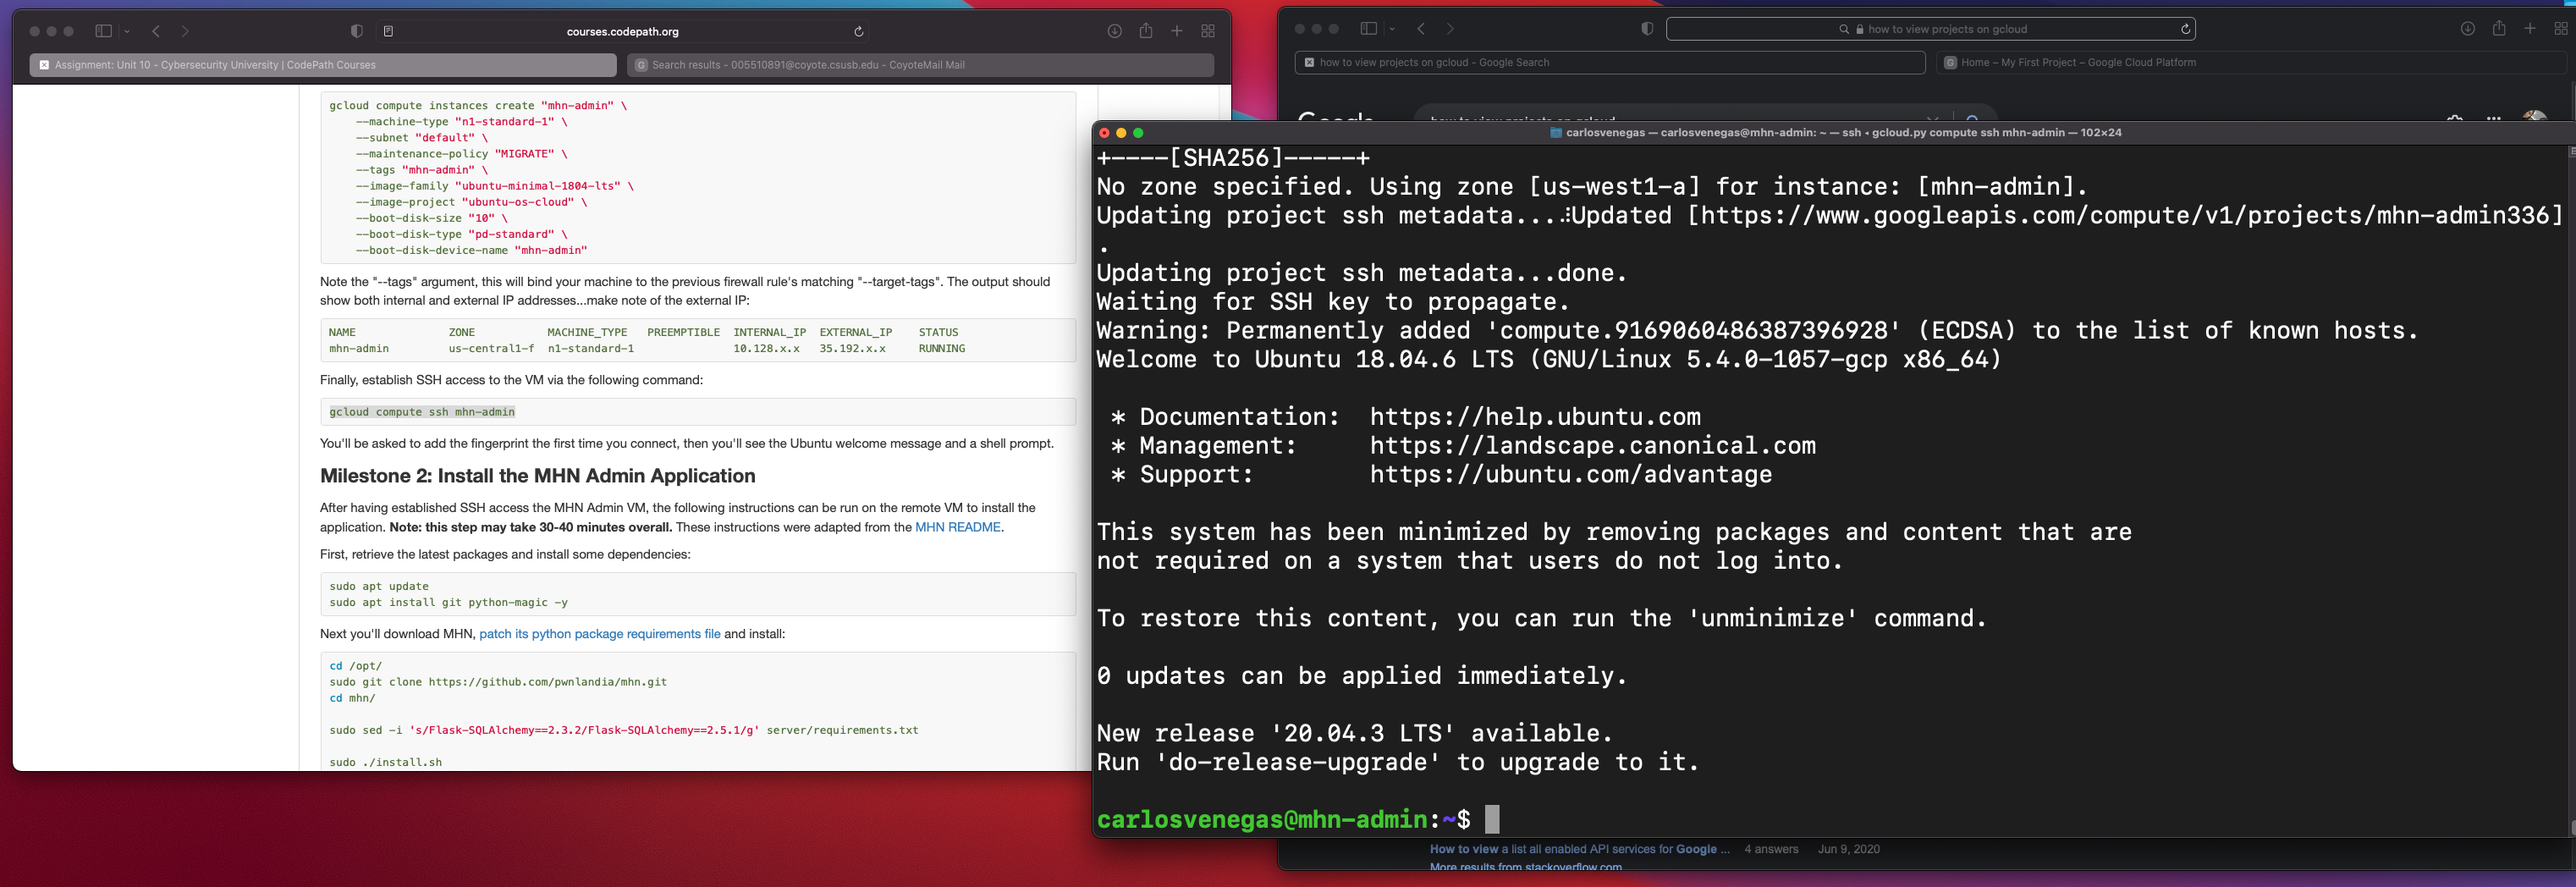 courses.codepath.org
Assignment: Unit 10 - Cybersecurity University | CodePath Courses
Search results - 005510891@coyote.csusb.edu - CoyoteMail Mail
gcloud compute instances create "mhn-admin" \
--machine-type "n1-standard-1" \
--subnet "default" \
--maintenance-policy "MIGRATE" \
--tags "mhn-admin" \
--image-family "ubuntu-minimal-1804-lts" \
--image-project "ubuntu-os-cloud" \
--boot-disk-size "10" \
--boot-disk-type "pd-standard" \
--boot-disk-device-name "mhn-admin"
Note the "--tags" argument, this will bind your machine to the previous firewall rule's matching "--target-tags". The output should
show both internal and external IP addresses...make note of the external IP:
NAME ZONE MACHINE_TYPE PREEMPTIBLE INTERNAL_IP EXTERNAL_IP STATUS
mhn-admin us-central1-f n1-standard-1 10.128.x.x 35.192.x.x RUNNING
Finally, establish SSH access to the VM via the following command:
gcloud compute ssh mhn-admin
You'll be asked to add the fingerprint the first time you connect, then you'll see the Ubuntu welcome message and a shell prompt.
Milestone 2: Install the MHN Admin Application
After having established SSH access the MHN Admin VM, the following instructions can be run on the remote VM to install the
application. Note: this step may take 30-40 minutes overall. These instructions were adapted from the MHN README.
First, retrieve the latest packages and install some dependencies:
sudo apt update
sudo apt install git python-magic -y
Next you'll download MHN, patch its python package requirements file and install:
cd /opt/
sudo git clone https://github.com/pwnlandia/mhn.git
cd mhn/
sudo sed -i 's/Flask-SQLAlchemy==2.3.2/Flask-SQLAlchemy==2.5.1/g' server/requirements.txt
sudo ./install.sh
how to view projects on gcloud
how to view projects on gcloud - Google Search
Home – My First Project – Google Cloud Platform
Google
how to view projects on gcloud
carlosvenegas — carlosvenegas@mhn-admin: ~ — ssh ◂ gcloud.py compute ssh mhn-admin — 102×24
+----[SHA256]-----+
No zone specified. Using zone [us-west1-a] for instance: [mhn-admin].
Updating project ssh metadata....⠼Updated [https://www.googleapis.com/compute/v1/projects/mhn-admin336]
.
Updating project ssh metadata...done.
Waiting for SSH key to propagate.
Warning: Permanently added 'compute.9169060486387396928' (ECDSA) to the list of known hosts.
Welcome to Ubuntu 18.04.6 LTS (GNU/Linux 5.4.0-1057-gcp x86_64)
* Documentation: https://help.ubuntu.com
* Management: https://landscape.canonical.com
* Support: https://ubuntu.com/advantage
This system has been minimized by removing packages and content that are
not required on a system that users do not log into.
To restore this content, you can run the 'unminimize' command.
0 updates can be applied immediately.
New release '20.04.3 LTS' available.
Run 'do-release-upgrade' to upgrade to it.
carlosvenegas@mhn-admin:~$
How to view a list all enabled API services for Google ... 4 answers Jun 9, 2020
More results from stackoverflow.com